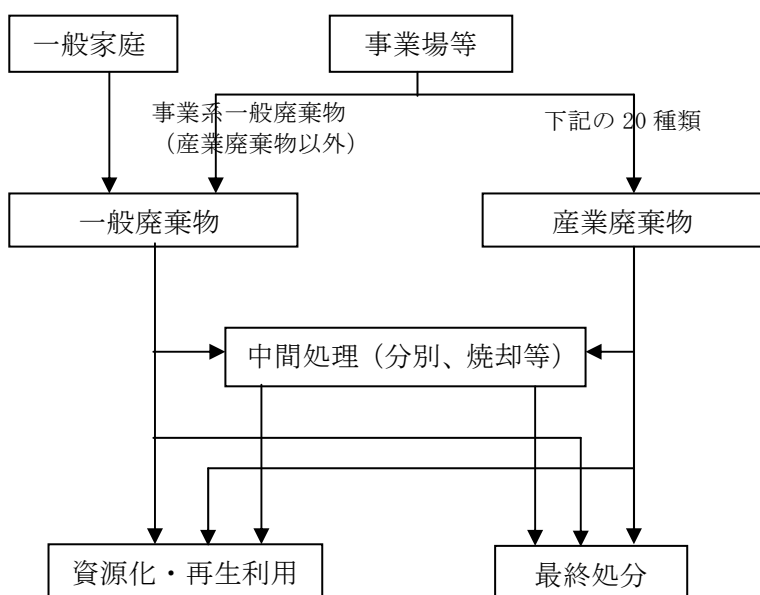 一般家庭
事業場等
事業系一般廃棄物
（産業廃棄物以外）
下記の 20 種類
一般廃棄物
産業廃棄物
中間処理（分別、焼却等）
資源化・再生利用
最終処分